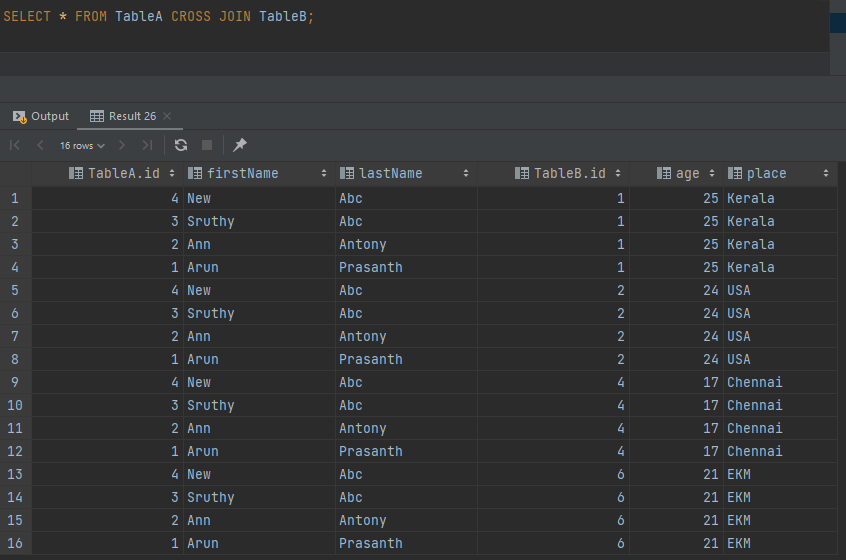 SELECT * FROM TableA CROSS JOIN TableB;
Output Result 26
16 rows
TableA.id firstName lastName TableB.id age place
1 4 New Abc 1 25 Kerala
2 3 Sruthy Abc 1 25 Kerala
3 2 Ann Antony 1 25 Kerala
4 1 Arun Prasanth 1 25 Kerala
5 4 New Abc 2 24 USA
6 3 Sruthy Abc 2 24 USA
7 2 Ann Antony 2 24 USA
8 1 Arun Prasanth 2 24 USA
9 4 New Abc 4 17 Chennai
10 3 Sruthy Abc 4 17 Chennai
11 2 Ann Antony 4 17 Chennai
12 1 Arun Prasanth 4 17 Chennai
13 4 New Abc 6 21 EKM
14 3 Sruthy Abc 6 21 EKM
15 2 Ann Antony 6 21 EKM
16 1 Arun Prasanth 6 21 EKM